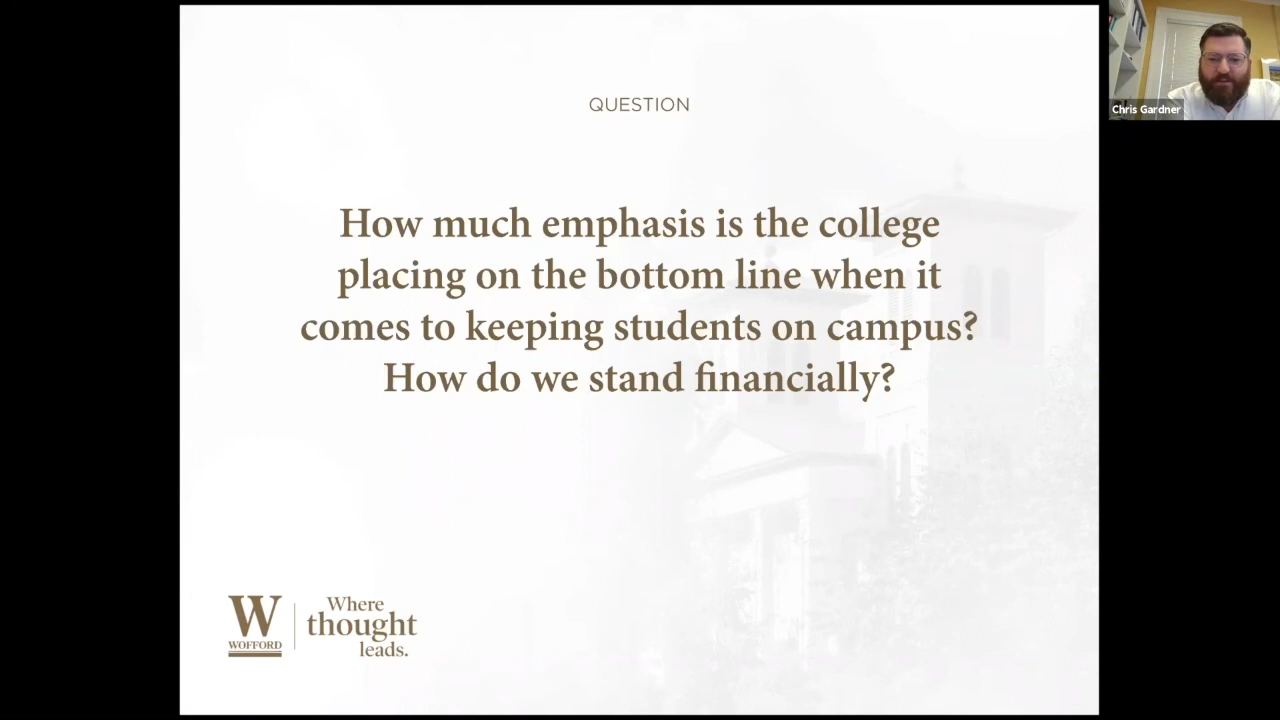 QUESTION
How much emphasis is the college
placing on the bottom line when it
comes to keeping students on campus?
How do we stand financially?
W
WOFFORD
Where
thought
leads.
Chris Gardner